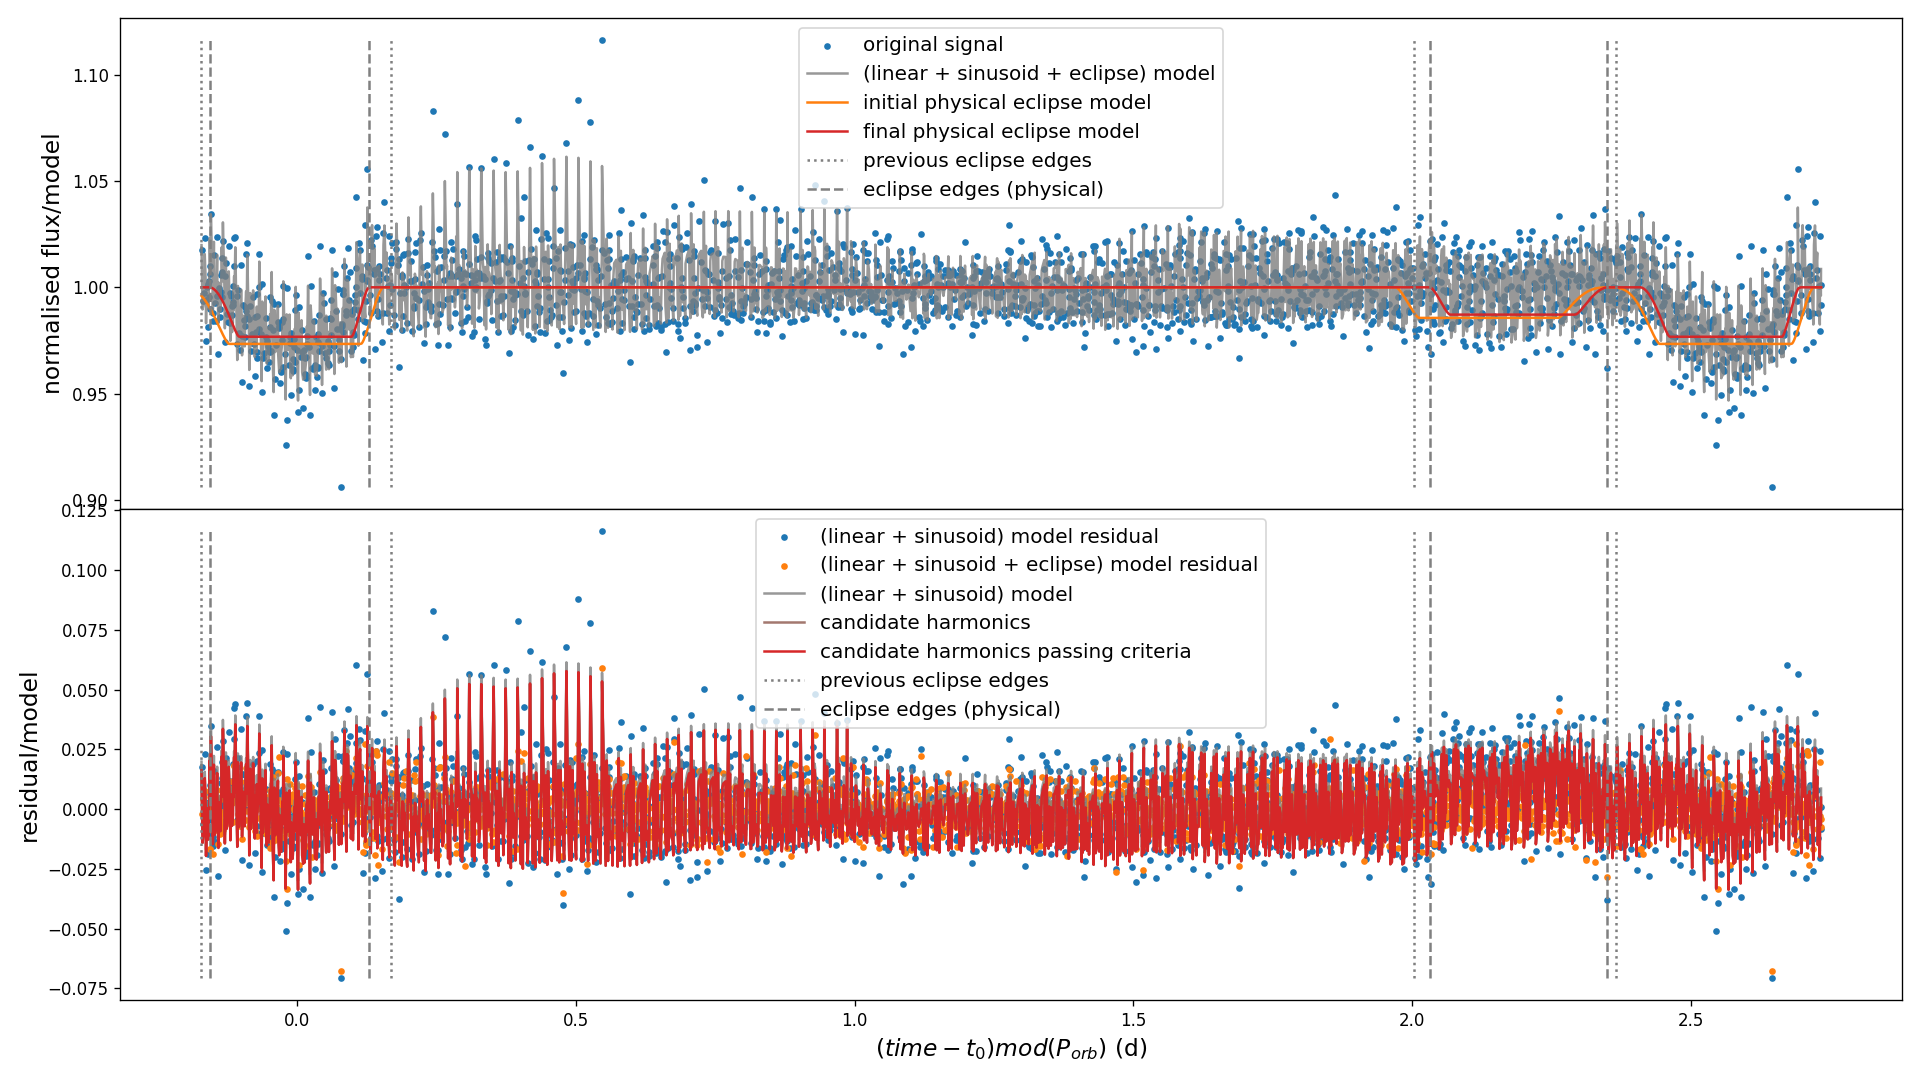 normalised flux/model
1.10
1.05
1.00
0.95
0.90
original signal
(linear + sinusoid + eclipse) model
initial physical eclipse model
final physical eclipse model
previous eclipse edges
eclipse edges (physical)
residual/model
0.125
0.100
0.075
0.050
0.025
0.000
−0.025
−0.050
−0.075
(linear + sinusoid) model residual
(linear + sinusoid + eclipse) model residual
(linear + sinusoid) model
candidate harmonics
candidate harmonics passing criteria
previous eclipse edges
eclipse edges (physical)
0.0 0.5 1.0 1.5 2.0 2.5
(time − t₀)mod(P_orb) (d)